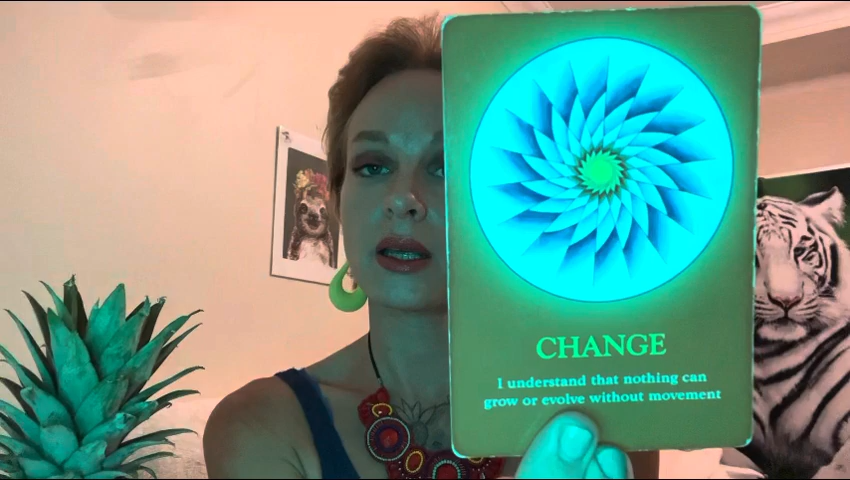 CHANGE
I understand that nothing can
grow or evolve without movement